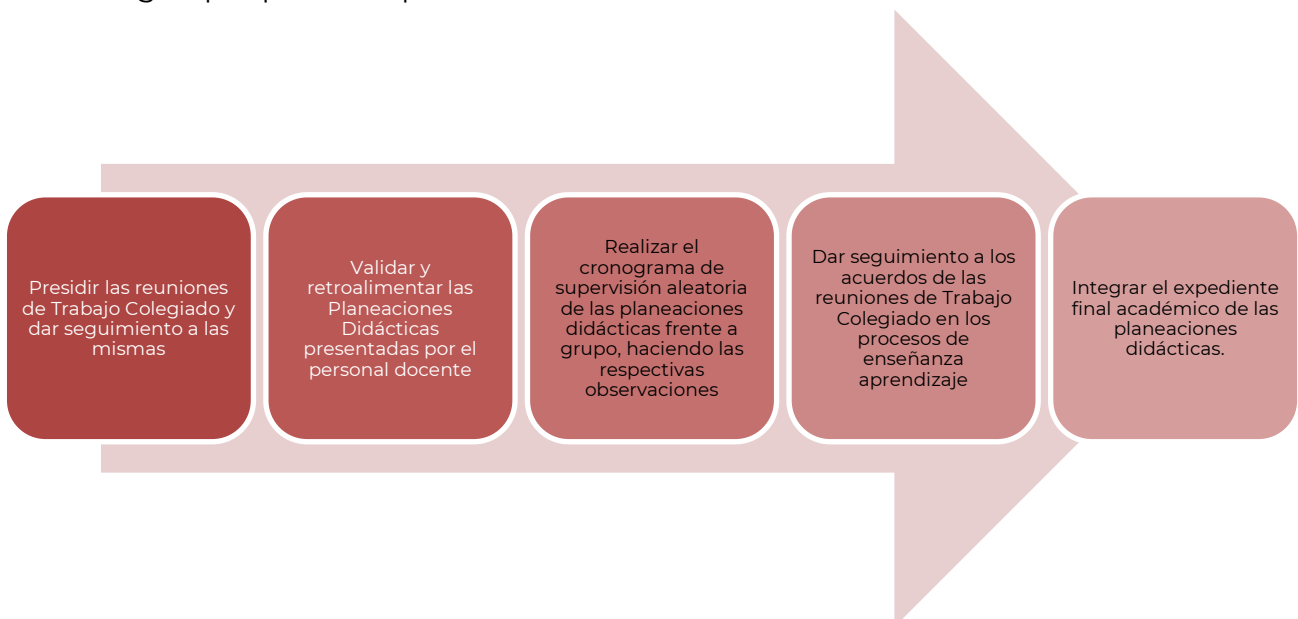 Presidir las reuniones
de Trabajo Colegiado y
dar seguimiento a las
mismas
Validar y
retroalimentar las
Planeaciones
Didácticas
presentadas por el
personal docente
Realizar el
cronograma de
supervisión aleatoria
de las planeaciones
didácticas frente a
grupo, haciendo las
respectivas
observaciones
Dar seguimiento a los
acuerdos de las
reuniones de Trabajo
Colegiado en los
procesos de
enseñanza
aprendizaje
Integrar el expediente
final académico de las
planeaciones
didácticas.